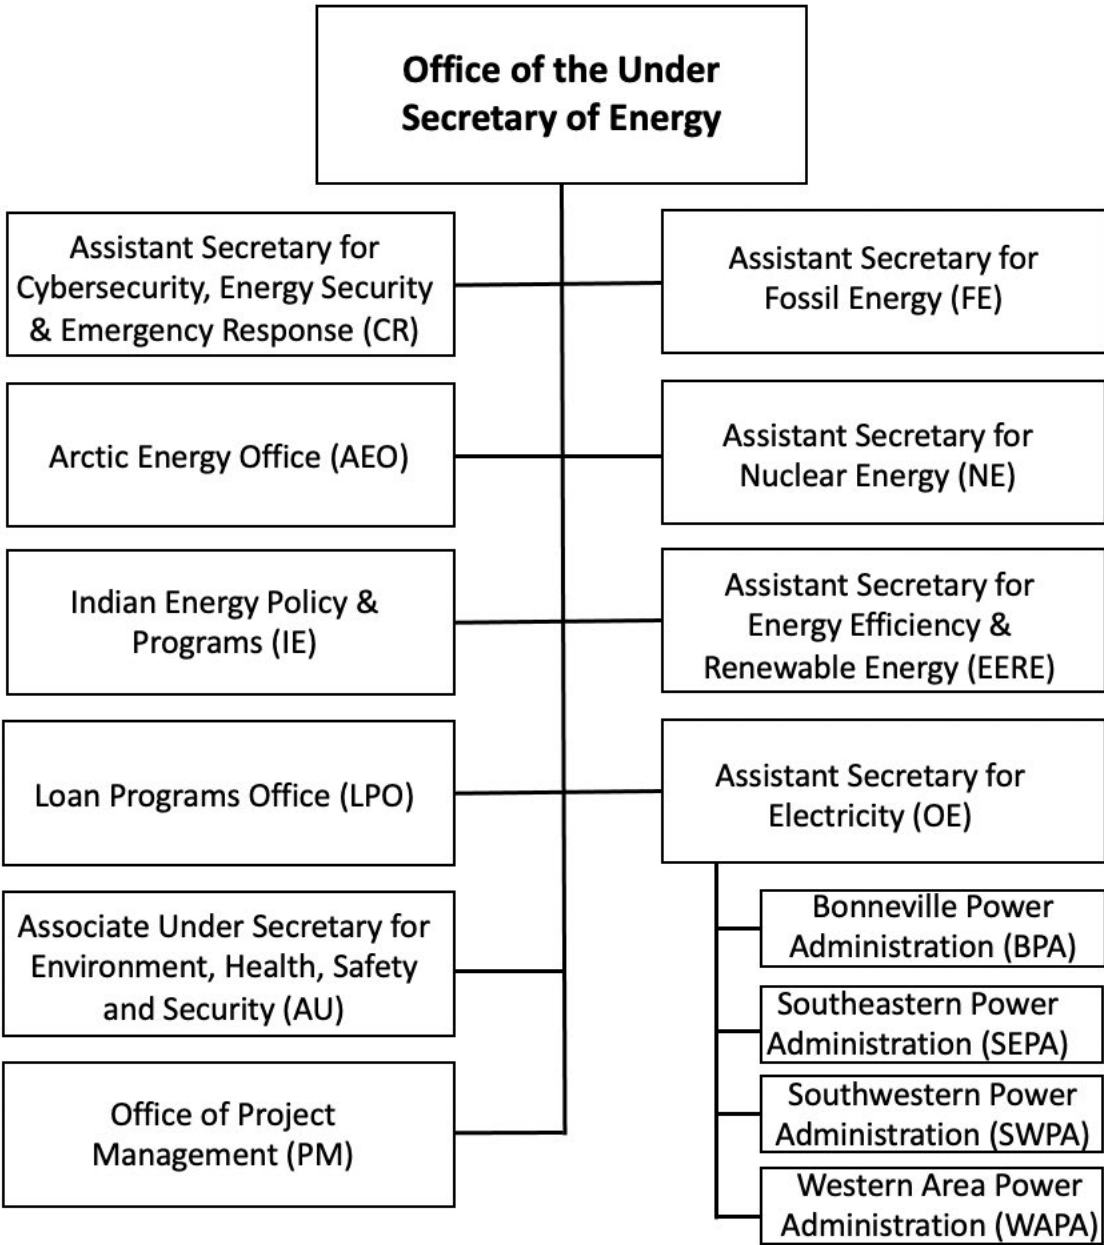 Office of the Under
Secretary of Energy
Assistant Secretary for
Cybersecurity, Energy Security
& Emergency Response (CR)
Assistant Secretary for
Fossil Energy (FE)
Arctic Energy Office (AEO)
Assistant Secretary for
Nuclear Energy (NE)
Indian Energy Policy &
Programs (IE)
Assistant Secretary for
Energy Efficiency &
Renewable Energy (EERE)
Loan Programs Office (LPO)
Assistant Secretary for
Electricity (OE)
Associate Under Secretary for
Environment, Health, Safety
and Security (AU)
Office of Project
Management (PM)
Bonneville Power
Administration (BPA)
Southeastern Power
Administration (SEPA)
Southwestern Power
Administration (SWPA)
Western Area Power
Administration (WAPA)